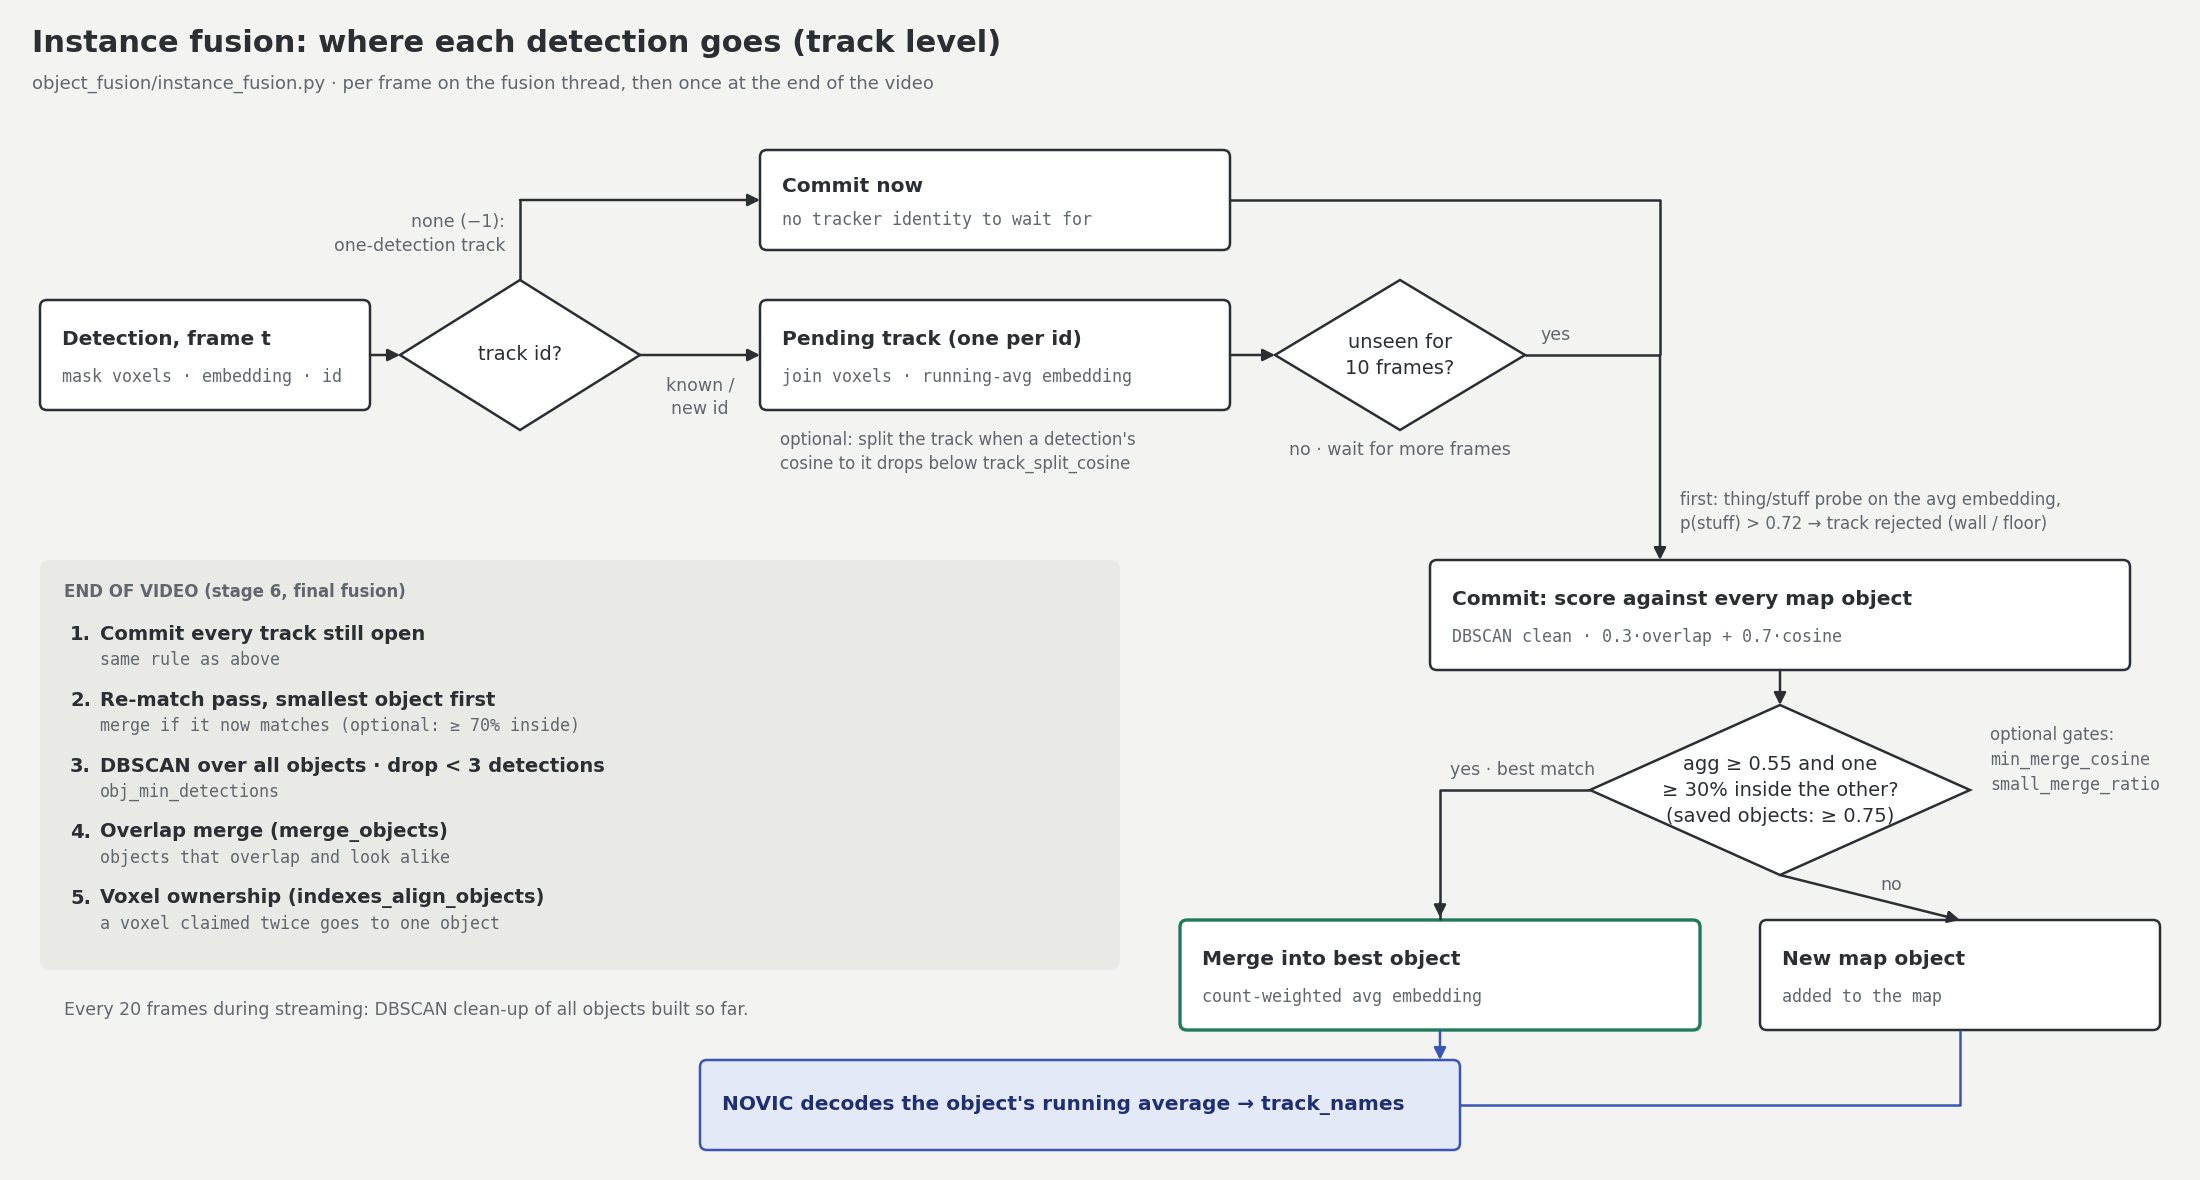 Instance fusion: where each detection goes (track level)
object_fusion/instance_fusion.py · per frame on the fusion thread, then once at the end of the video
Commit now
no tracker identity to wait for
none (−1):
one-detection track
Detection, frame t
mask voxels · embedding · id
track id?
known /
new id
Pending track (one per id)
join voxels · running-avg embedding
optional: split the track when a detection's
cosine to it drops below track_split_cosine
unseen for
10 frames?
yes
no · wait for more frames
first: thing/stuff probe on the avg embedding,
p(stuff) > 0.72 → track rejected (wall / floor)
Commit: score against every map object
DBSCAN clean · 0.3·overlap + 0.7·cosine
agg ≥ 0.55 and one
≥ 30% inside the other?
(saved objects: ≥ 0.75)
optional gates:
min_merge_cosine
small_merge_ratio
yes · best match
no
Merge into best object
count-weighted avg embedding
New map object
added to the map
END OF VIDEO (stage 6, final fusion)
1. Commit every track still open
same rule as above
2. Re-match pass, smallest object first
merge if it now matches (optional: ≥ 70% inside)
3. DBSCAN over all objects · drop < 3 detections
obj_min_detections
4. Overlap merge (merge_objects)
objects that overlap and look alike
5. Voxel ownership (indexes_align_objects)
a voxel claimed twice goes to one object
Every 20 frames during streaming: DBSCAN clean-up of all objects built so far.
NOVIC decodes the object's running average → track_names